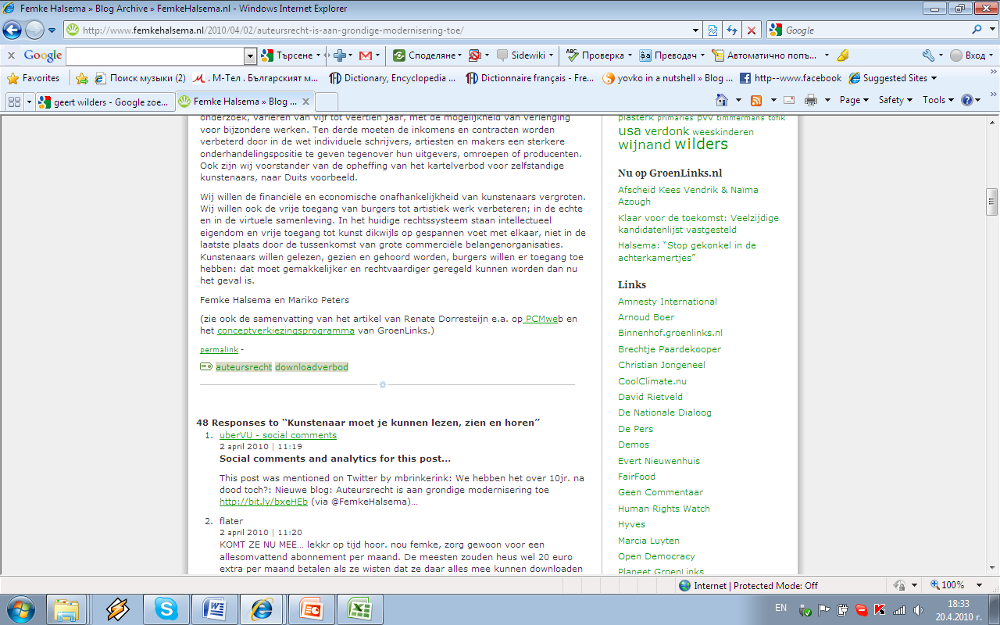 Femke Halsema » Blog Archive » FemkeHalsema.nl - Windows Internet Explorer
http://www.femkehalsema.nl/2010/04/02/auteursrecht-is-aan-grondige-modernisering-toe/
Google
x Google Търсене Споделяне Sidewiki ABC Проверка aあ Преводач Автоматично попъ... Вход
Favorites Поиск музыки (2) М-Тел . Българският м... Dictionary, Encyclopedia ... Dictionnaire français - Fre... yovko in a nutshell » Blog ... http--www.facebook Suggested Sites
geert wilders - Google zoe... Femke Halsema » Blog ... Page Safety Tools
onderzoek, variëren van vijf tot veertien jaar, met de mogelijkheid van verlenging
voor bijzondere werken. Ten derde moeten de inkomens en contracten worden
verbeterd door in de wet individuele schrijvers, artiesten en makers een sterkere
onderhandelingspositie te geven tegenover hun uitgevers, omroepen of producenten.
Ook zijn wij voorstander van de opheffing van het kartelverbod voor zelfstandige
kunstenaars, naar Duits voorbeeld.
Wij willen de financiële en economische onafhankelijkheid van kunstenaars vergroten.
Wij willen ook de vrije toegang van burgers tot artistiek werk verbeteren; in de echte
en in de virtuele samenleving. In het huidige rechtssysteem staan intellectueel
eigendom en vrije toegang tot kunst dikwijls op gespannen voet met elkaar, niet in de
laatste plaats door de tussenkomst van grote commerciële belangenorganisaties.
Kunstenaars willen gelezen, gezien en gehoord worden, burgers willen er toegang toe
hebben: dat moet gemakkelijker en rechtvaardiger geregeld kunnen worden dan nu
het geval is.
Femke Halsema en Mariko Peters
(zie ook de samenvatting van het artikel van Renate Dorresteijn e.a. op PCMweb en
het conceptverkiezingsprogramma van GroenLinks.)
permalink -
auteursrecht downloadverbod
48 Responses to “Kunstenaar moet je kunnen lezen, zien en horen”
1. uberVU - social comments
2 april 2010 | 11:19
Social comments and analytics for this post…
This post was mentioned on Twitter by mbrinkerink: We hebben het over 10jr. na
dood toch?: Nieuwe blog: Auteursrecht is aan grondige modernisering toe
http://bit.ly/bxeHEb (via @FemkeHalsema)…
2. flater
2 april 2010 | 11:20
KOMT ZE NU MEE… lekkr op tijd hoor. nou femke, zorg gewoon voor een
allesomvattend abonnement per maand. De meesten zouden heus wel 20 euro
extra per maand betalen als ze wisten dat ze daar alles mee kunnen downloaden
plasterk primaries pvv timmermans tofik
usa verdonk weeskinderen
wijnand wilders
Nu op GroenLinks.nl
Afscheid Kees Vendrik & Naïma
Azough
Klaar voor de toekomst: Veelzijdige
kandidatenlijst vastgesteld
Halsema: “Stop gekonkel in de
achterkamertjes”
Links
Amnesty International
Arnoud Boer
Binnenhof.groenlinks.nl
Brechtje Paardekooper
Christian Jongeneel
CoolClimate.nu
David Rietveld
De Nationale Dialoog
De Pers
Demos
Evert Nieuwenhuis
FairFood
Geen Commentaar
Human Rights Watch
Hyves
Marcia Luyten
Open Democracy
Planeet GroenLinks
Internet | Protected Mode: Off 100%
EN 18:33
20.4.2010 г.